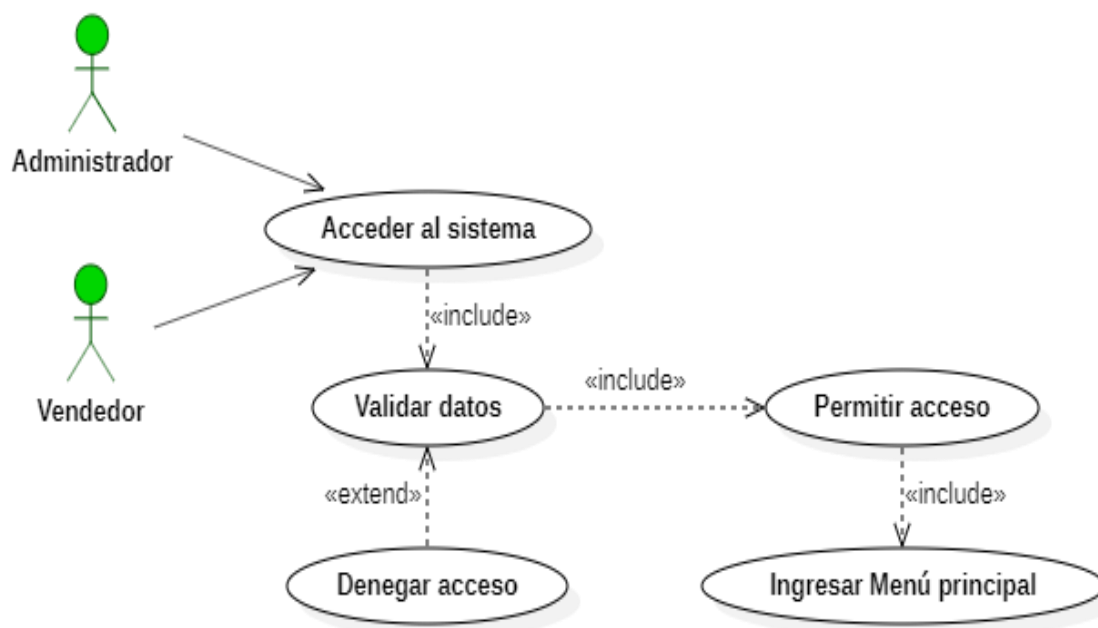 Administrador
Acceder al sistema
«include»
Vendedor
Validar datos
«include»
Permitir acceso
«extend»
«include»
Denegar acceso
Ingresar Menú principal